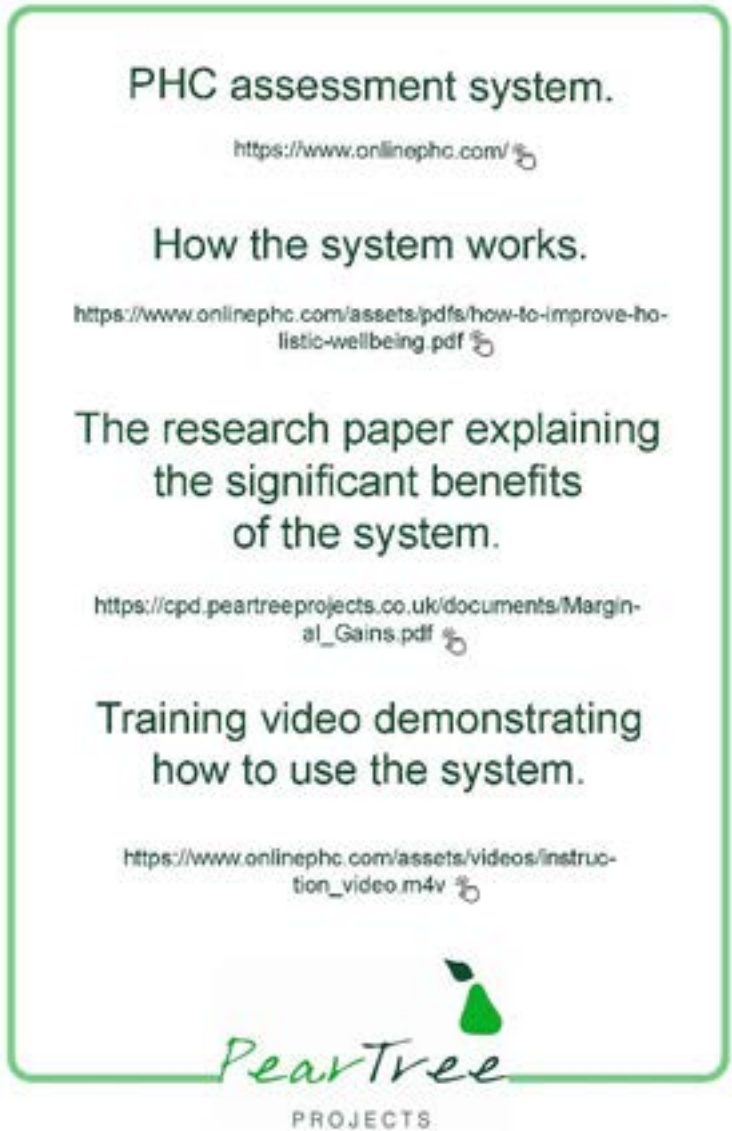 PHC assessment system.
https://www.onlinephc.com/
How the system works.
https://www.onlinephc.com/assets/pdfs/how-to-improve-ho-
listic-wellbeing.pdf
The research paper explaining
the significant benefits
of the system.
https://cpd.peartreeprojects.co.uk/documents/Margin-
al_Gains.pdf
Training video demonstrating
how to use the system.
https://www.onlinephc.com/assets/videos/instruc-
tion_video.m4v
PearTree
PROJECTS